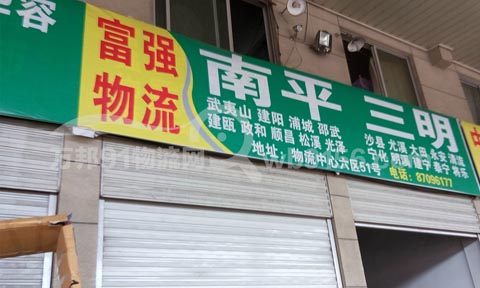 富强
物流
南平 三明
武夷山 建阳 浦城 邵武
建瓯 政和 顺昌 松溪 光泽
地址:物流中心六区51号
沙县 尤溪 大田 永安 清流
宁化 明溪 建宁 泰宁 将乐
电话:87096177
容